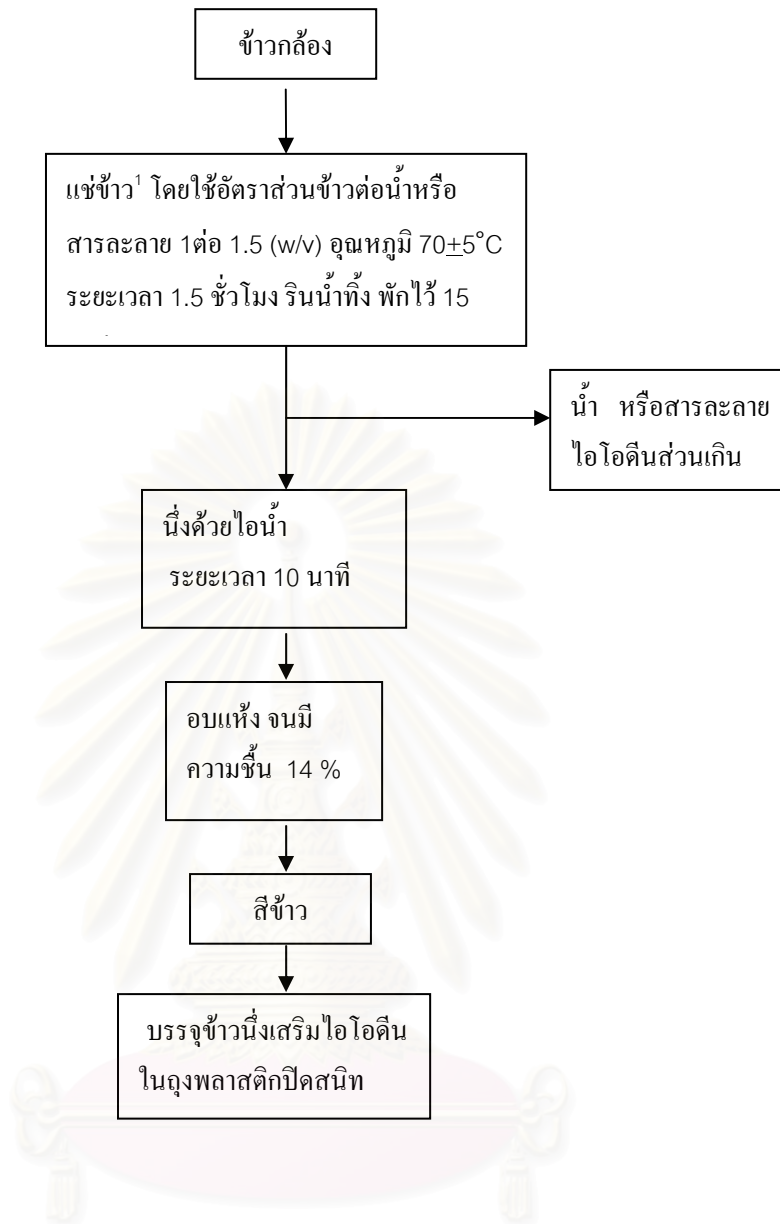 ข้าวกล้อง
แช่ข้าว¹ โดยใช้อัตราส่วนข้าวต่อน้ำหรือ
สารละลาย 1ต่อ 1.5 (w/v) อุณหภูมิ 70±5°C
ระยะเวลา 1.5 ชั่วโมง รินน้ำทิ้ง พักไว้ 15
น้ำ หรือสารละลาย
ไอโอดีนส่วนเกิน
นึ่งด้วยไอน้ำ
ระยะเวลา 10 นาที
อบแห้ง จนมี
ความชื้น 14 %
สีข้าว
บรรจุข้าวนึ่งเสริมไอโอดีน
ในถุงพลาสติกปิดสนิท